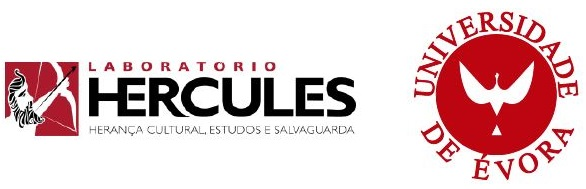 LABORATORIO
HERCULES
HERANÇA CULTURAL, ESTUDOS E SALVAGUARDA
UNIVERSIDADE
DE ÉVORA